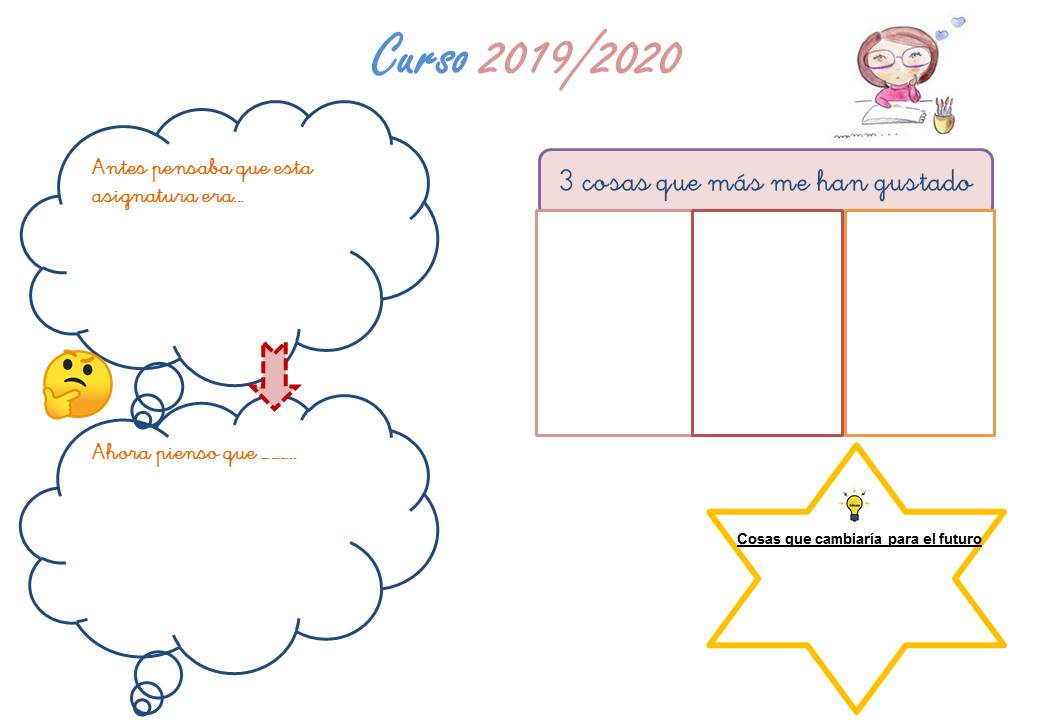 Curso 2019/2020
Antes pensaba que esta
asignatura era...
3 cosas que más me han gustado
Ahora pienso que ……...
Cosas que cambiaría para el futuro